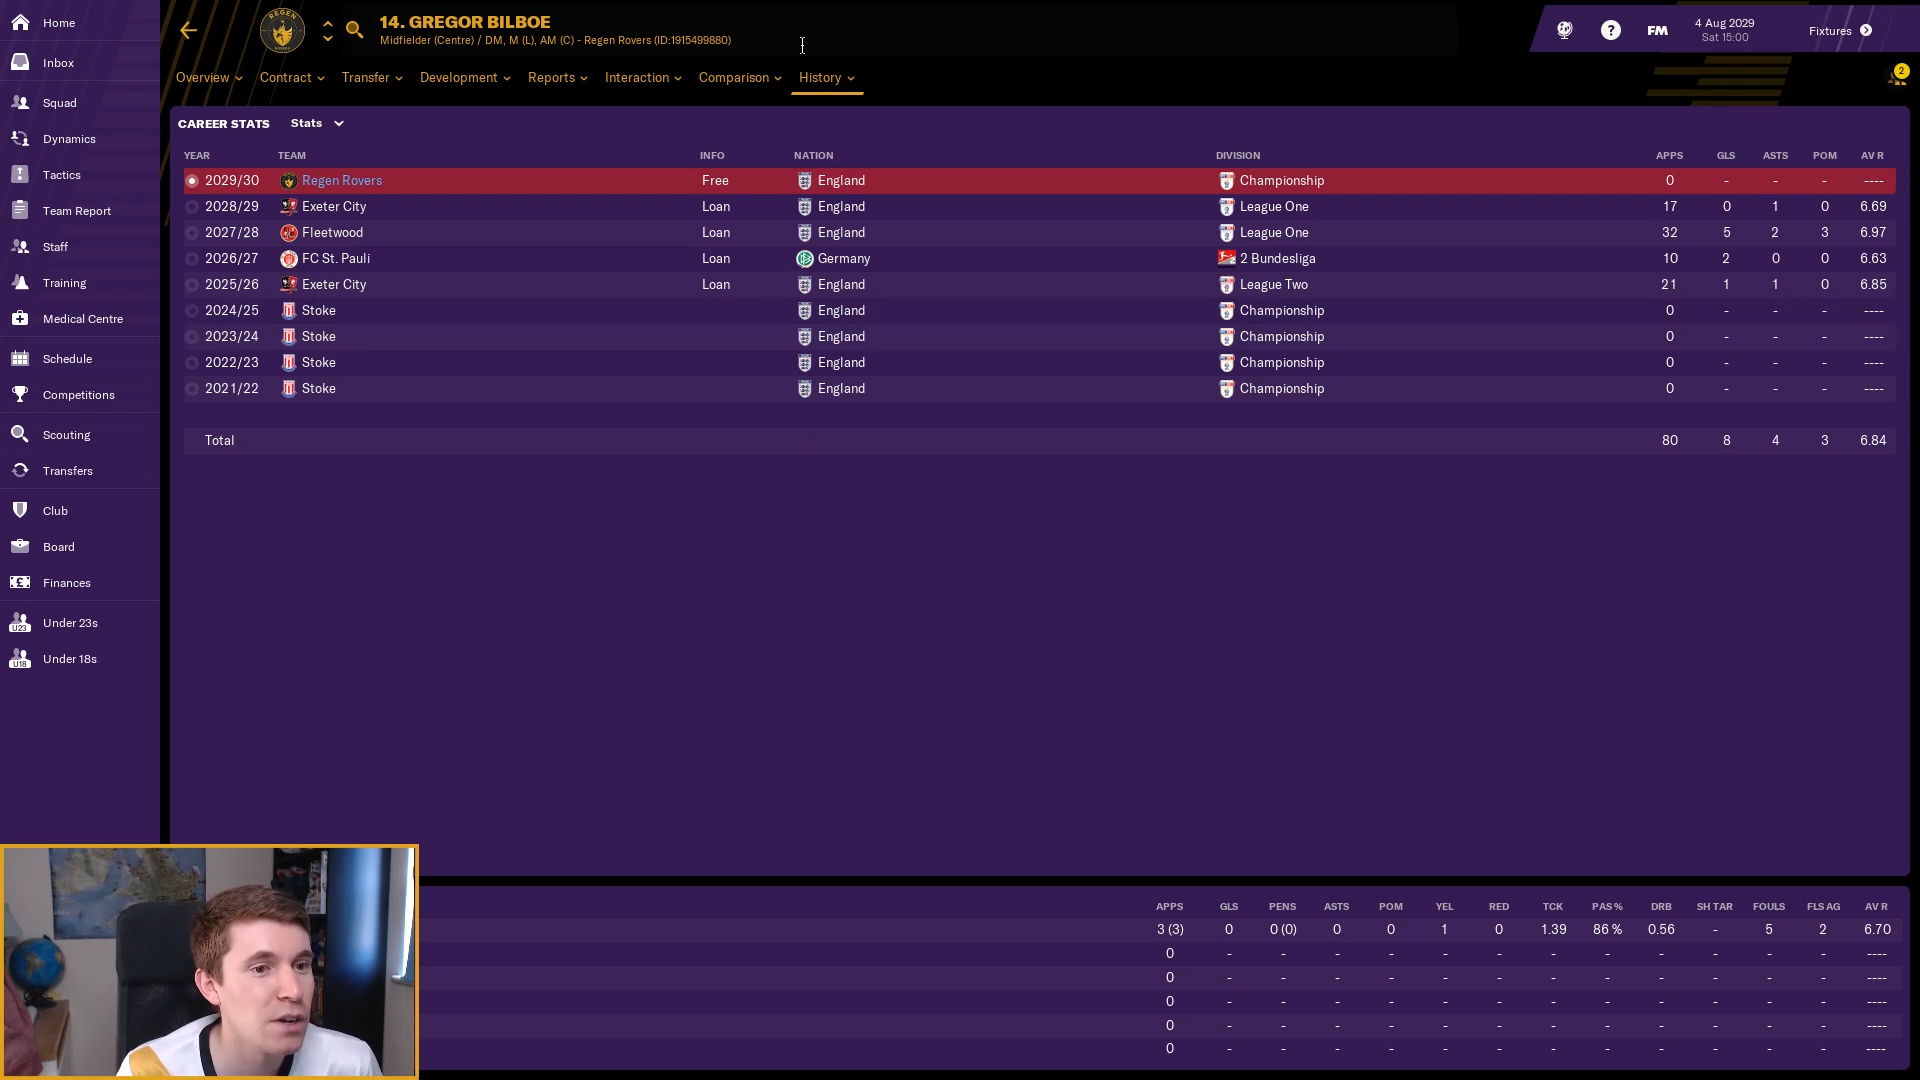 Home
Inbox
Squad
Dynamics
Tactics
Team Report
Staff
Training
Medical Centre
Schedule
Competitions
Scouting
Transfers
Club
Board
Finances
U23 Under 23s
U18 Under 18s
REGEN ROVERS
14. GREGOR BILBOE
Midfielder (Centre) / DM, M (L), AM (C) - Regen Rovers (ID:1915499880)
? FM 4 Aug 2029 Fixtures
Sat 15:00
Overview Contract Transfer Development Reports Interaction Comparison History 2
CAREER STATS Stats
YEAR TEAM INFO NATION DIVISION APPS GLS ASTS POM AV R
2029/30 Regen Rovers Free England Championship 0 - - - ----
2028/29 Exeter City Loan England League One 17 0 1 0 6.69
2027/28 Fleetwood Loan England League One 32 5 2 3 6.97
2026/27 FC St. Pauli Loan Germany 2 Bundesliga 10 2 0 0 6.63
2025/26 Exeter City Loan England League Two 21 1 1 0 6.85
2024/25 Stoke England Championship 0 - - - ----
2023/24 Stoke England Championship 0 - - - ----
2022/23 Stoke England Championship 0 - - - ----
2021/22 Stoke England Championship 0 - - - ----
Total 80 8 4 3 6.84
APPS GLS PENS ASTS POM YEL RED TCK PAS % DRB SH TAR FOULS FLS AG AV R
3 (3) 0 0 (0) 0 0 1 0 1.39 86 % 0.56 - 5 2 6.70
0 - - - - - - - - - - - - ----
0 - - - - - - - - - - - - ----
0 - - - - - - - - - - - - ----
0 - - - - - - - - - - - - ----
0 - - - - - - - - - - - - ----